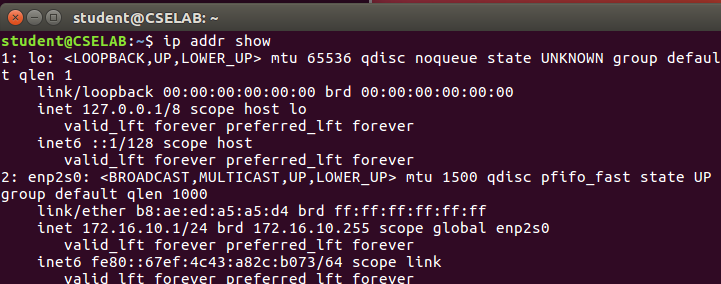 student@CSELAB: ~
student@CSELAB:~$ ip addr show
1: lo: <LOOPBACK,UP,LOWER_UP> mtu 65536 qdisc noqueue state UNKNOWN group defaul
t qlen 1
    link/loopback 00:00:00:00:00:00 brd 00:00:00:00:00:00
    inet 127.0.0.1/8 scope host lo
       valid_lft forever preferred_lft forever
    inet6 ::1/128 scope host
       valid_lft forever preferred_lft forever
2: enp2s0: <BROADCAST,MULTICAST,UP,LOWER_UP> mtu 1500 qdisc pfifo_fast state UP
group default qlen 1000
    link/ether b8:ae:ed:a5:a5:d4 brd ff:ff:ff:ff:ff:ff
    inet 172.16.10.1/24 brd 172.16.10.255 scope global enp2s0
       valid_lft forever preferred_lft forever
    inet6 fe80::67ef:4c43:a82c:b073/64 scope link
       valid_lft forever preferred_lft forever